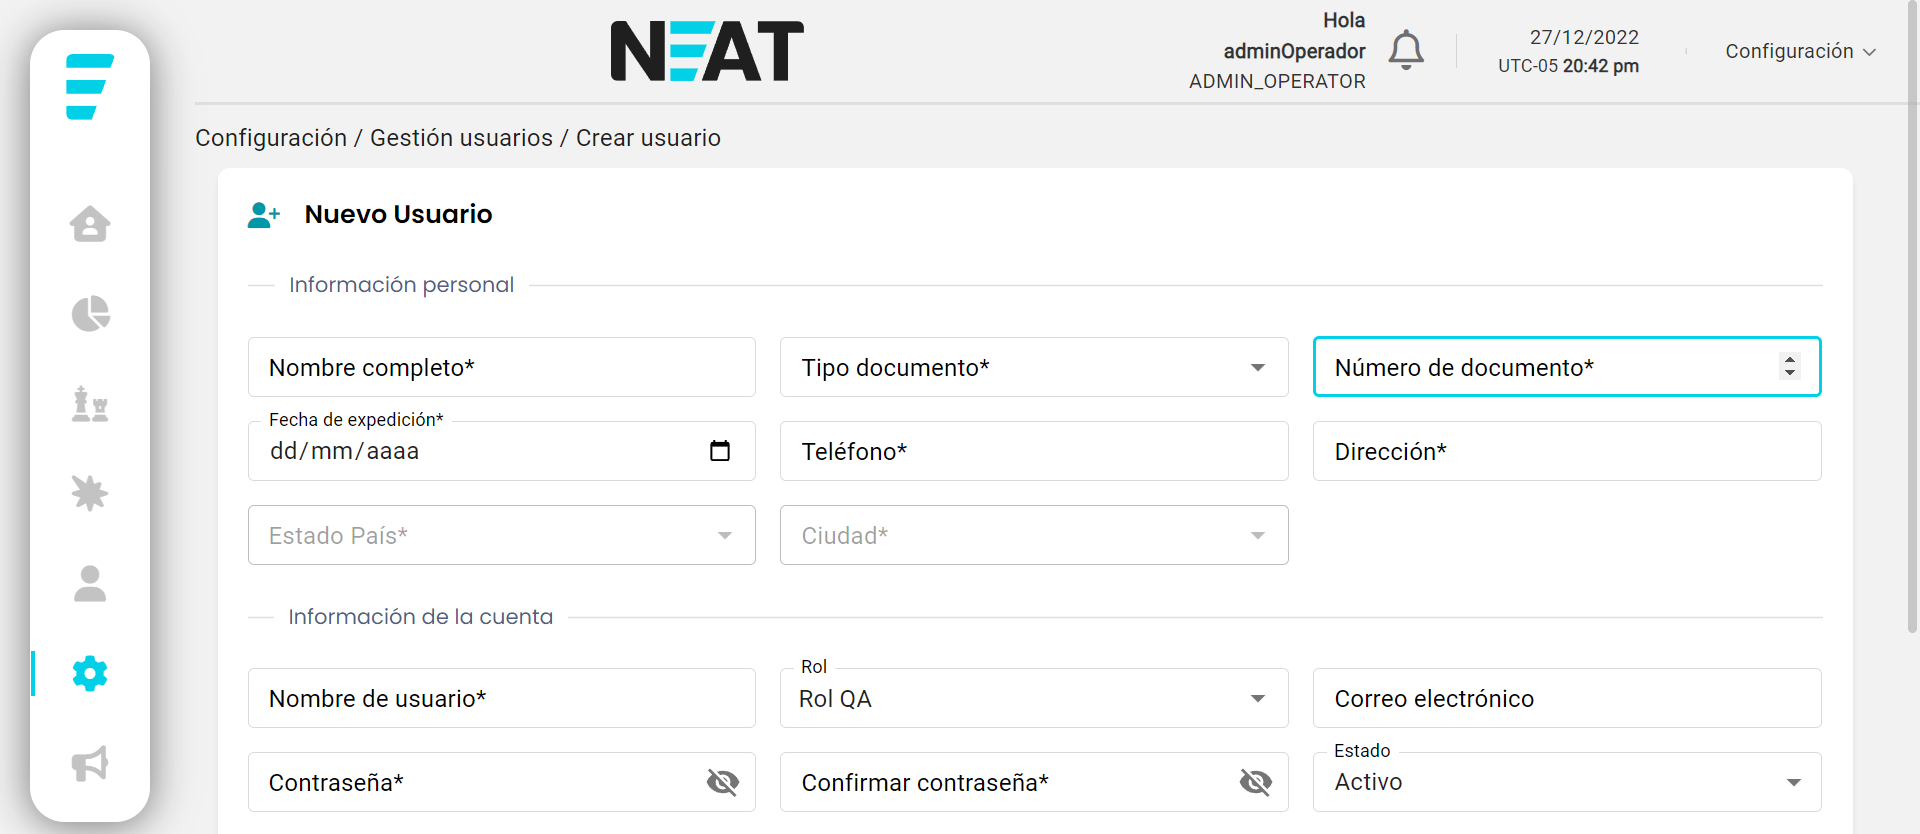 NEAT
Hola
adminOperador
ADMIN_OPERATOR
27/12/2022
UTC-05 20:42 pm
Configuración
Configuración / Gestión usuarios / Crear usuario
Nuevo Usuario
Información personal
Nombre completo*
Tipo documento*
Número de documento*
Fecha de expedición*
dd/mm/aaaa
Teléfono*
Dirección*
Estado País*
Ciudad*
Información de la cuenta
Nombre de usuario*
Rol
Rol QA
Correo electrónico
Contraseña*
Confirmar contraseña*
Estado
Activo